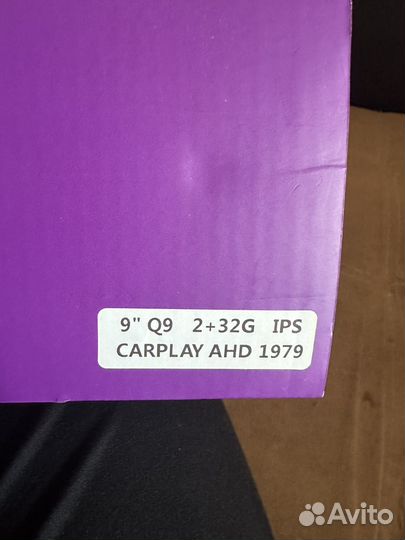 9" Q9 2+32G IPS
CARPLAY AHD 1979
Avito